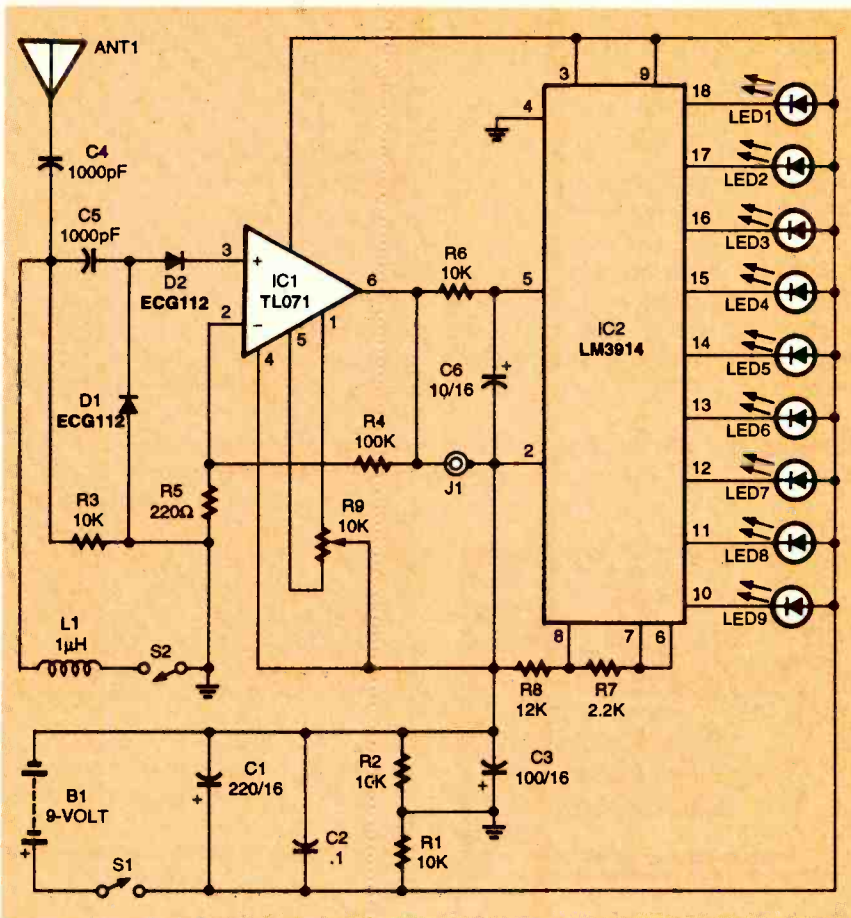 ANT1
C4
1000pF
C5
1000pF
D2
ECG112
3
+
2
−
IC1
TL071
6
1
5
4
D1
ECG112
R3
10K
R5
220Ω
R4
100K
R9
10K
J1
R6
10K
C6
10/16
+
L1
1μH
S2
3
9
4
5
2
IC2
LM3914
18
LED1
17
LED2
16
LED3
15
LED4
14
LED5
13
LED6
12
LED7
11
LED8
10
LED9
8
7
6
R8
12K
R7
2.2K
B1
9-VOLT
+
S1
C1
220/16
+
C2
.1
R2
10K
R1
10K
C3
100/16
+